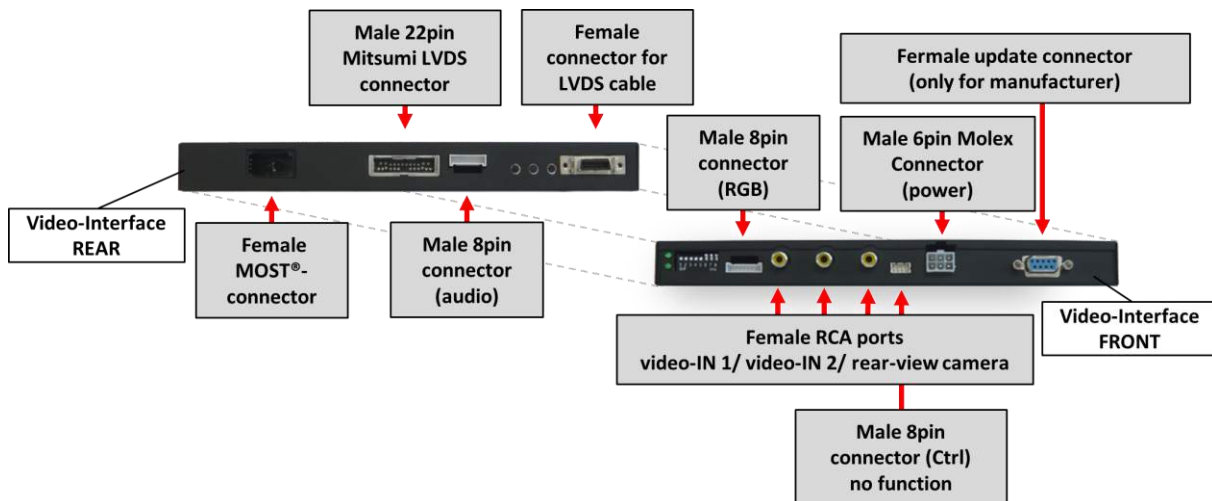 Male 22pin
Mitsumi LVDS
connector
Female
connector for
LVDS cable
Fermale update connector
(only for manufacturer)
Male 8pin
connector
(RGB)
Male 6pin Molex
Connector
(power)
Video-Interface
REAR
Female
MOST®-
connector
Male 8pin
connector
(audio)
Female RCA ports
video-IN 1/ video-IN 2/ rear-view camera
Video-Interface
FRONT
Male 8pin
connector (Ctrl)
no function